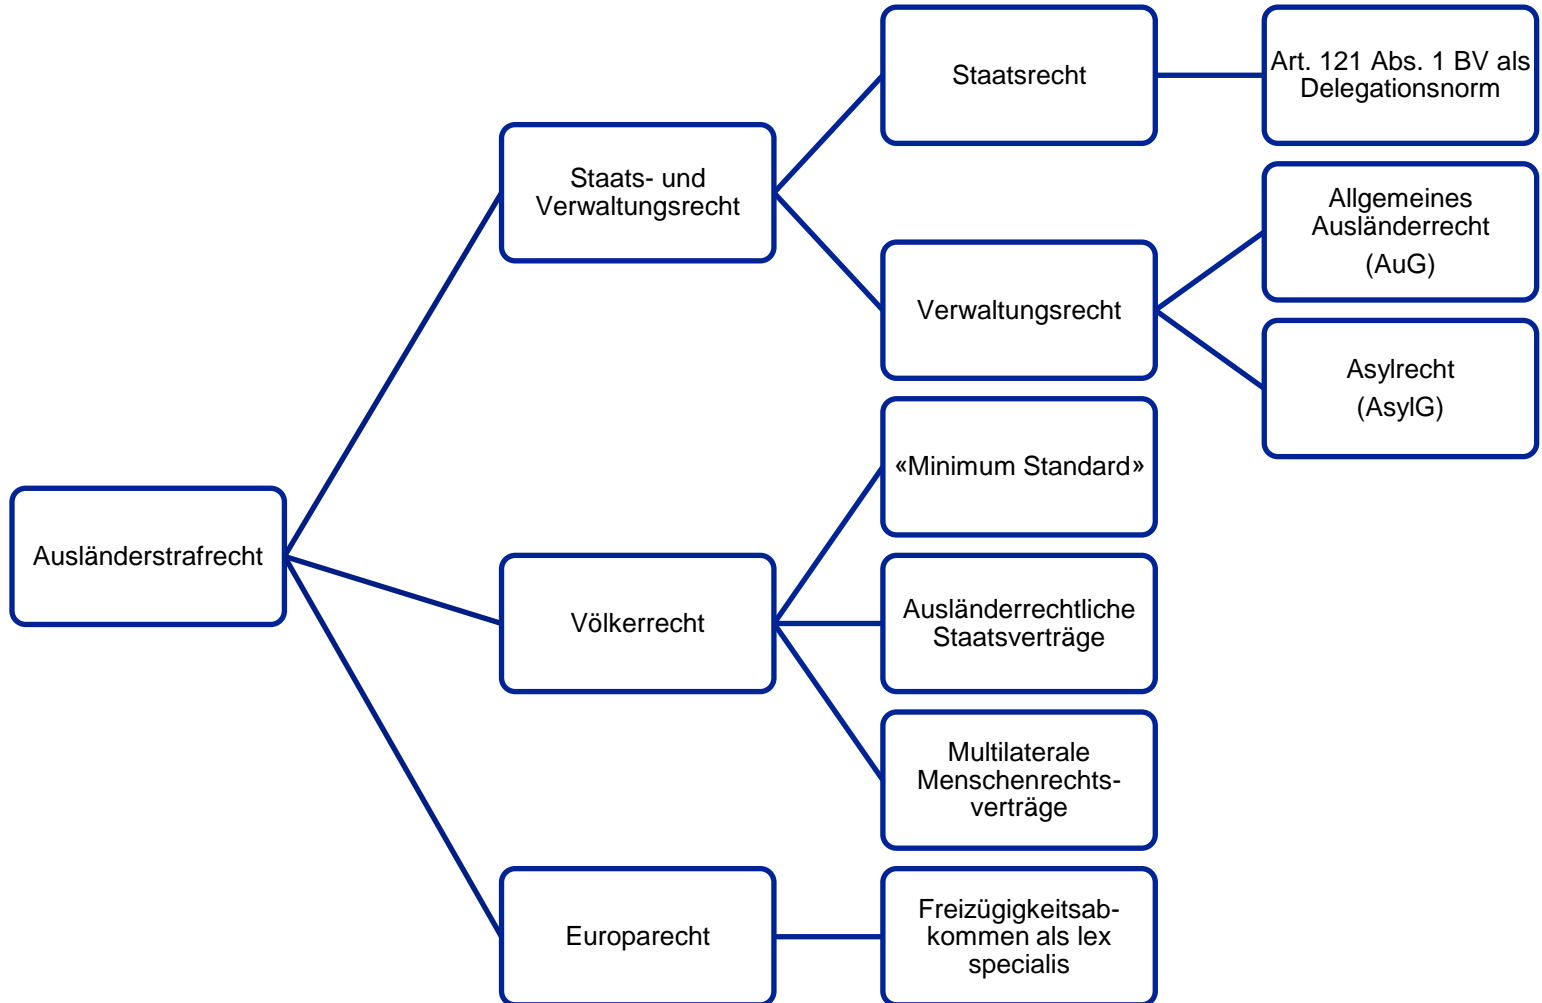 Ausländerstrafrecht
Staats- und
Verwaltungsrecht
Staatsrecht
Art. 121 Abs. 1 BV als
Delegationsnorm
Verwaltungsrecht
Allgemeines
Ausländerrecht
(AuG)
Asylrecht
(AsylG)
Völkerrecht
«Minimum Standard»
Ausländerrechtliche
Staatsverträge
Multilaterale
Menschenrechts-
verträge
Europarecht
Freizügigkeitsab-
kommen als lex
specialis